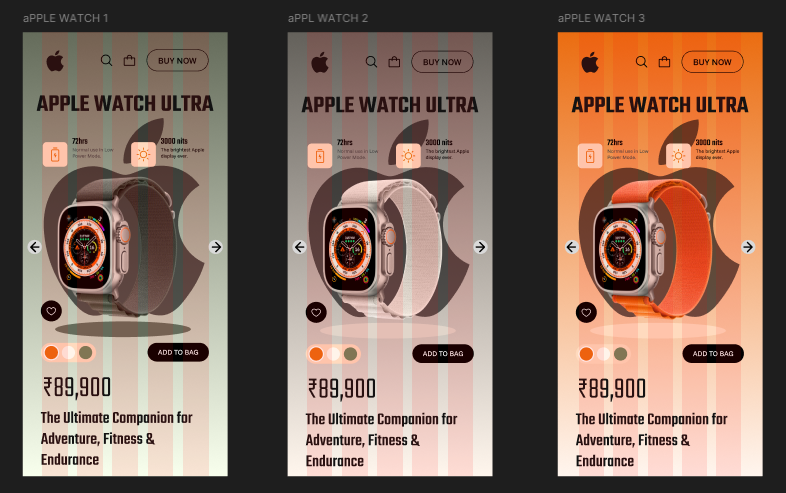 aPPLE WATCH 1
BUY NOW
APPLE WATCH ULTRA
72hrs
Normal use in Low
Power Mode.
3000 nits
The brightest Apple
display ever.
ADD TO BAG
₹89,900
The Ultimate Companion for
Adventure, Fitness &
Endurance
aPPL WATCH 2
BUY NOW
APPLE WATCH ULTRA
72hrs
Normal use in Low
Power Mode.
3000 nits
The brightest Apple
display ever.
ADD TO BAG
₹89,900
The Ultimate Companion for
Adventure, Fitness &
Endurance
aPPLE WATCH 3
BUY NOW
APPLE WATCH ULTRA
72hrs
Normal use in Low
Power Mode.
3000 nits
The brightest Apple
display ever.
ADD TO BAG
₹89,900
The Ultimate Companion for
Adventure, Fitness &
Endurance